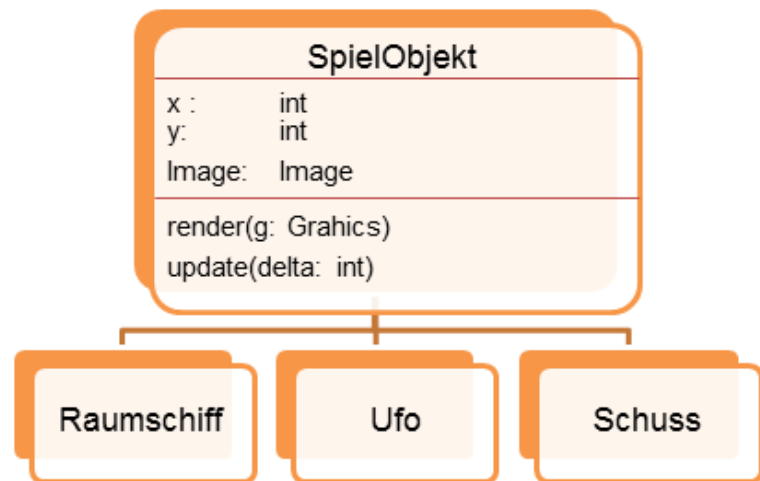 SpielObjekt
x : int
y: int
Image: Image
render(g: Grahics)
update(delta: int)
Raumschiff
Ufo
Schuss